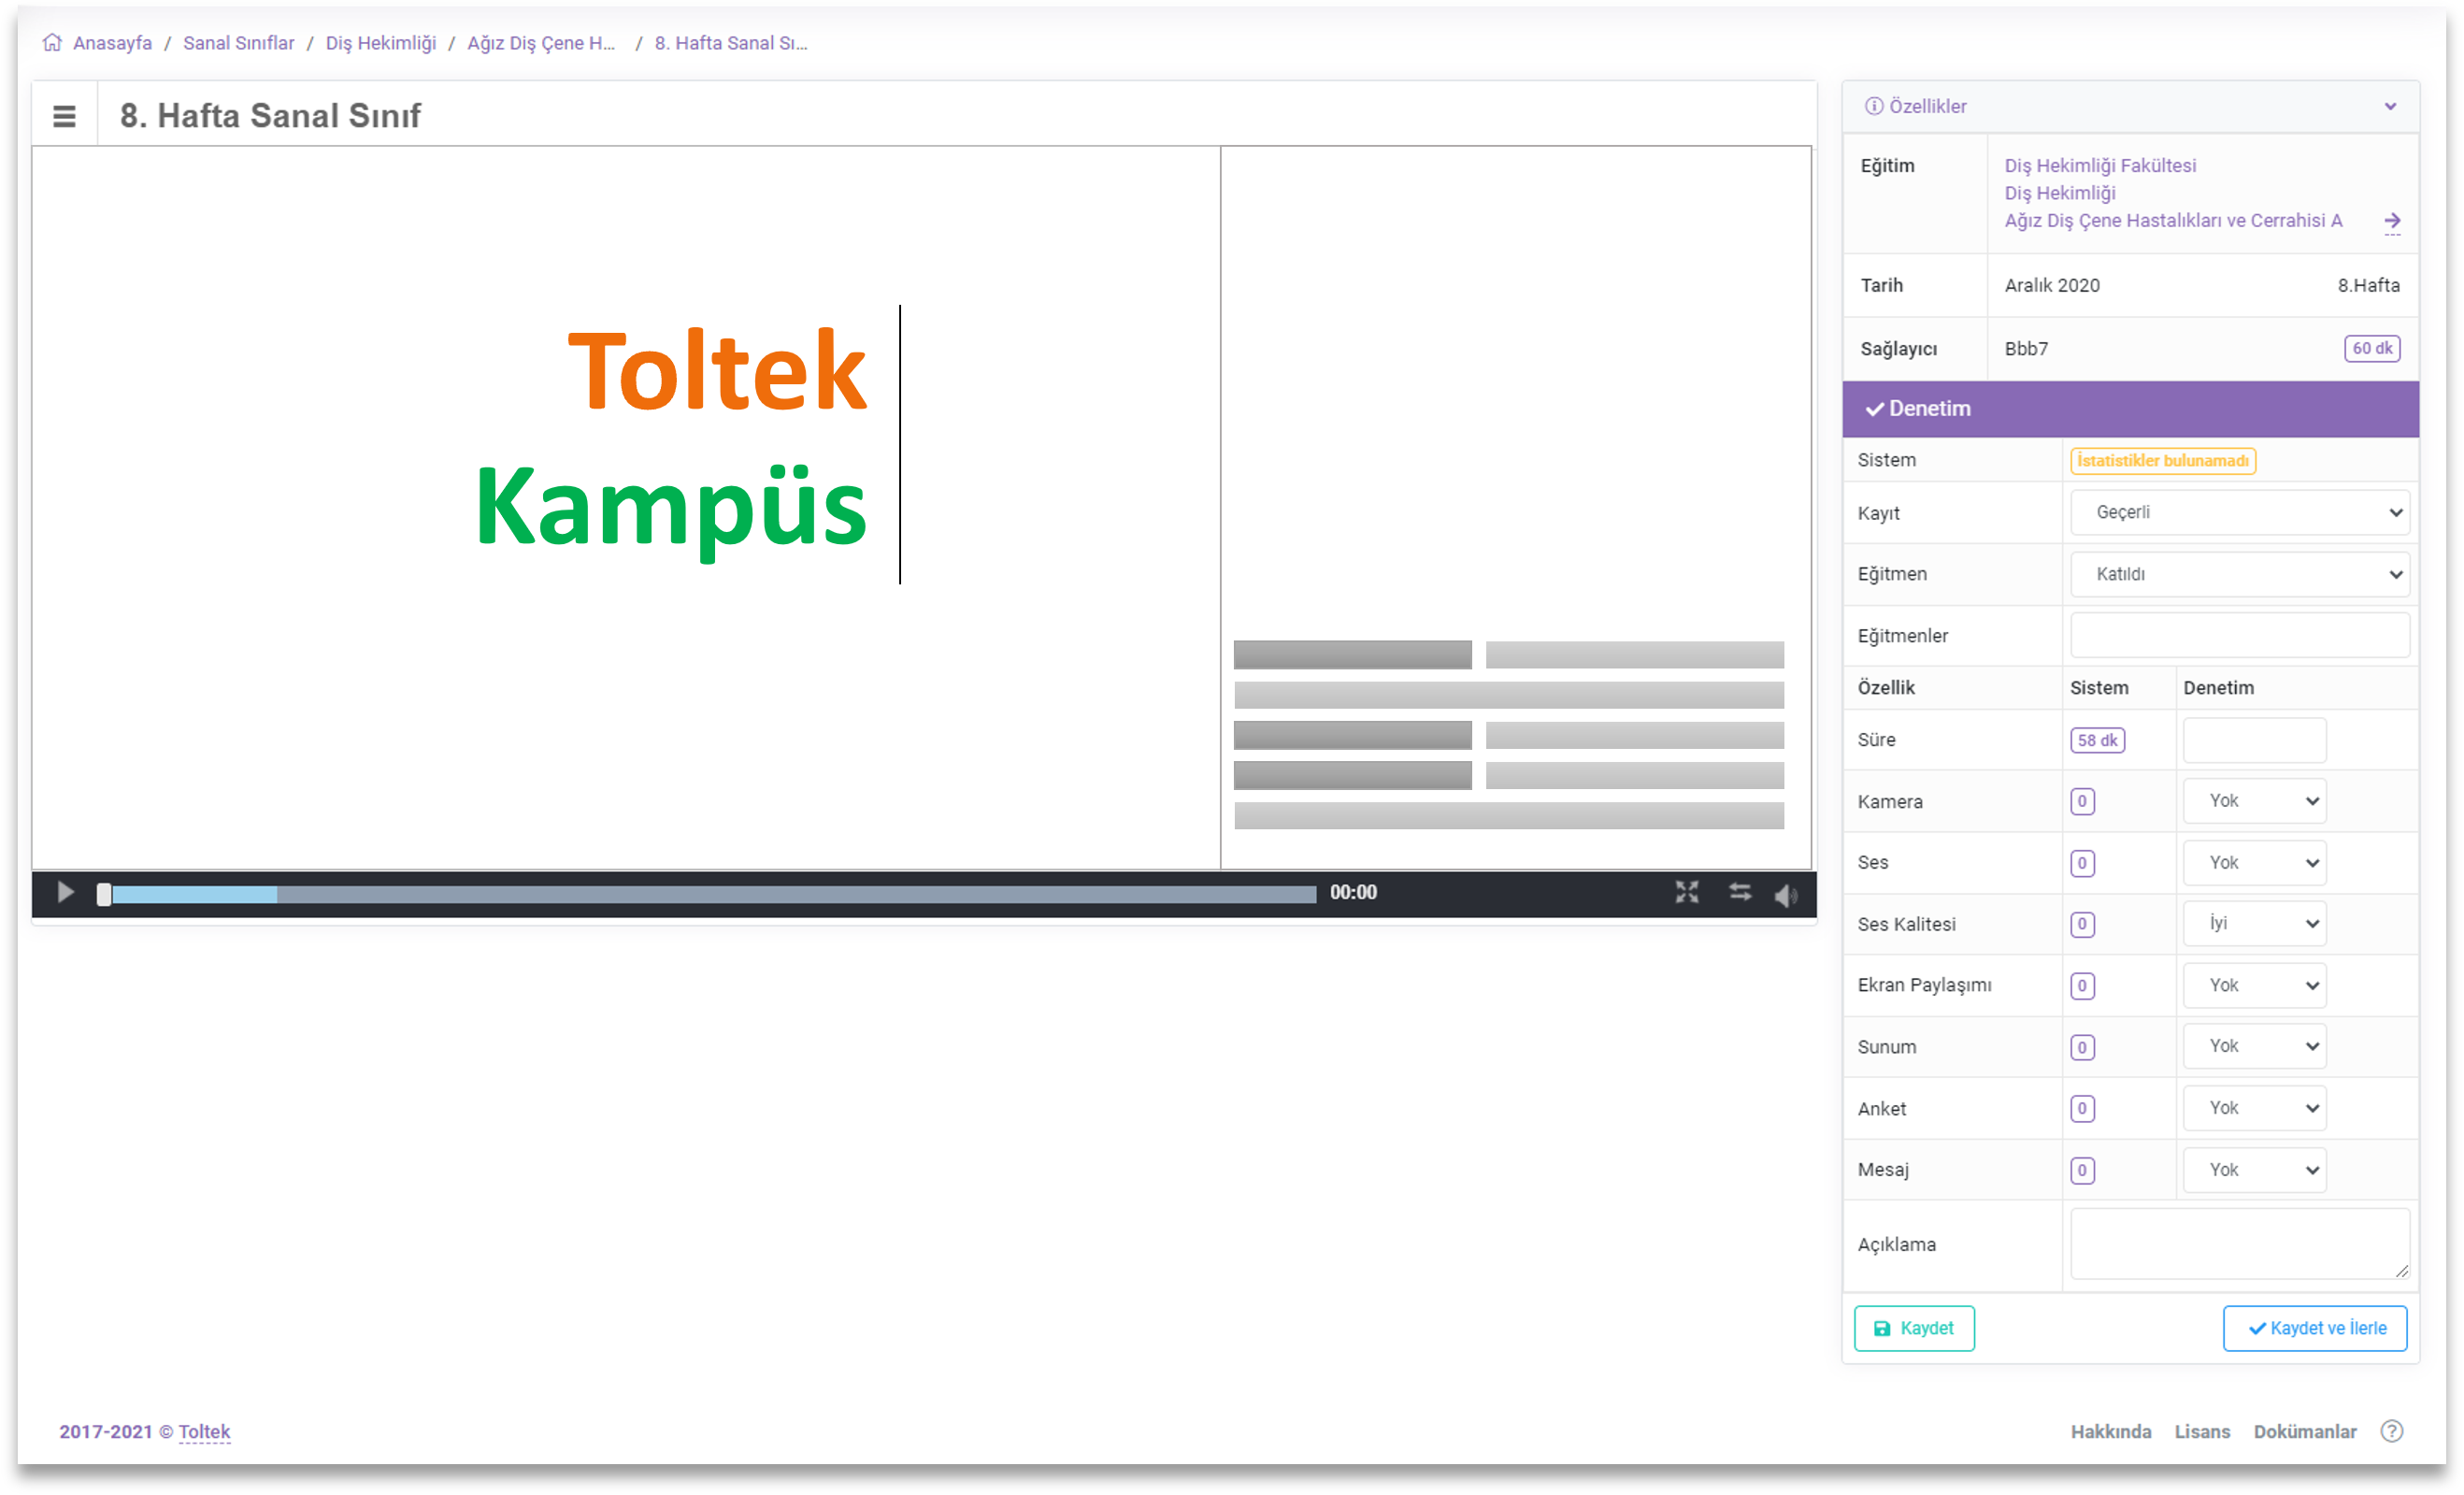 Anasayfa / Sanal Sınıflar / Diş Hekimliği / Ağız Diş Çene H... / 8. Hafta Sanal Sı...
8. Hafta Sanal Sınıf
Toltek
Kampüs
00:00
Özellikler
Eğitim
Diş Hekimliği Fakültesi
Diş Hekimliği
Ağız Diş Çene Hastalıkları ve Cerrahisi A
Tarih Aralık 2020 8.Hafta
Sağlayıcı Bbb7 60 dk
Denetim
Sistem İstatistikler bulunamadı
Kayıt Geçerli
Eğitmen Katıldı
Eğitmenler
Özellik Sistem Denetim
Süre 58 dk
Kamera 0 Yok
Ses 0 Yok
Ses Kalitesi 0 İyi
Ekran Paylaşımı 0 Yok
Sunum 0 Yok
Anket 0 Yok
Mesaj 0 Yok
Açıklama
Kaydet Kaydet ve İlerle
2017-2021 © Toltek
Hakkında Lisans Dokümanlar ?